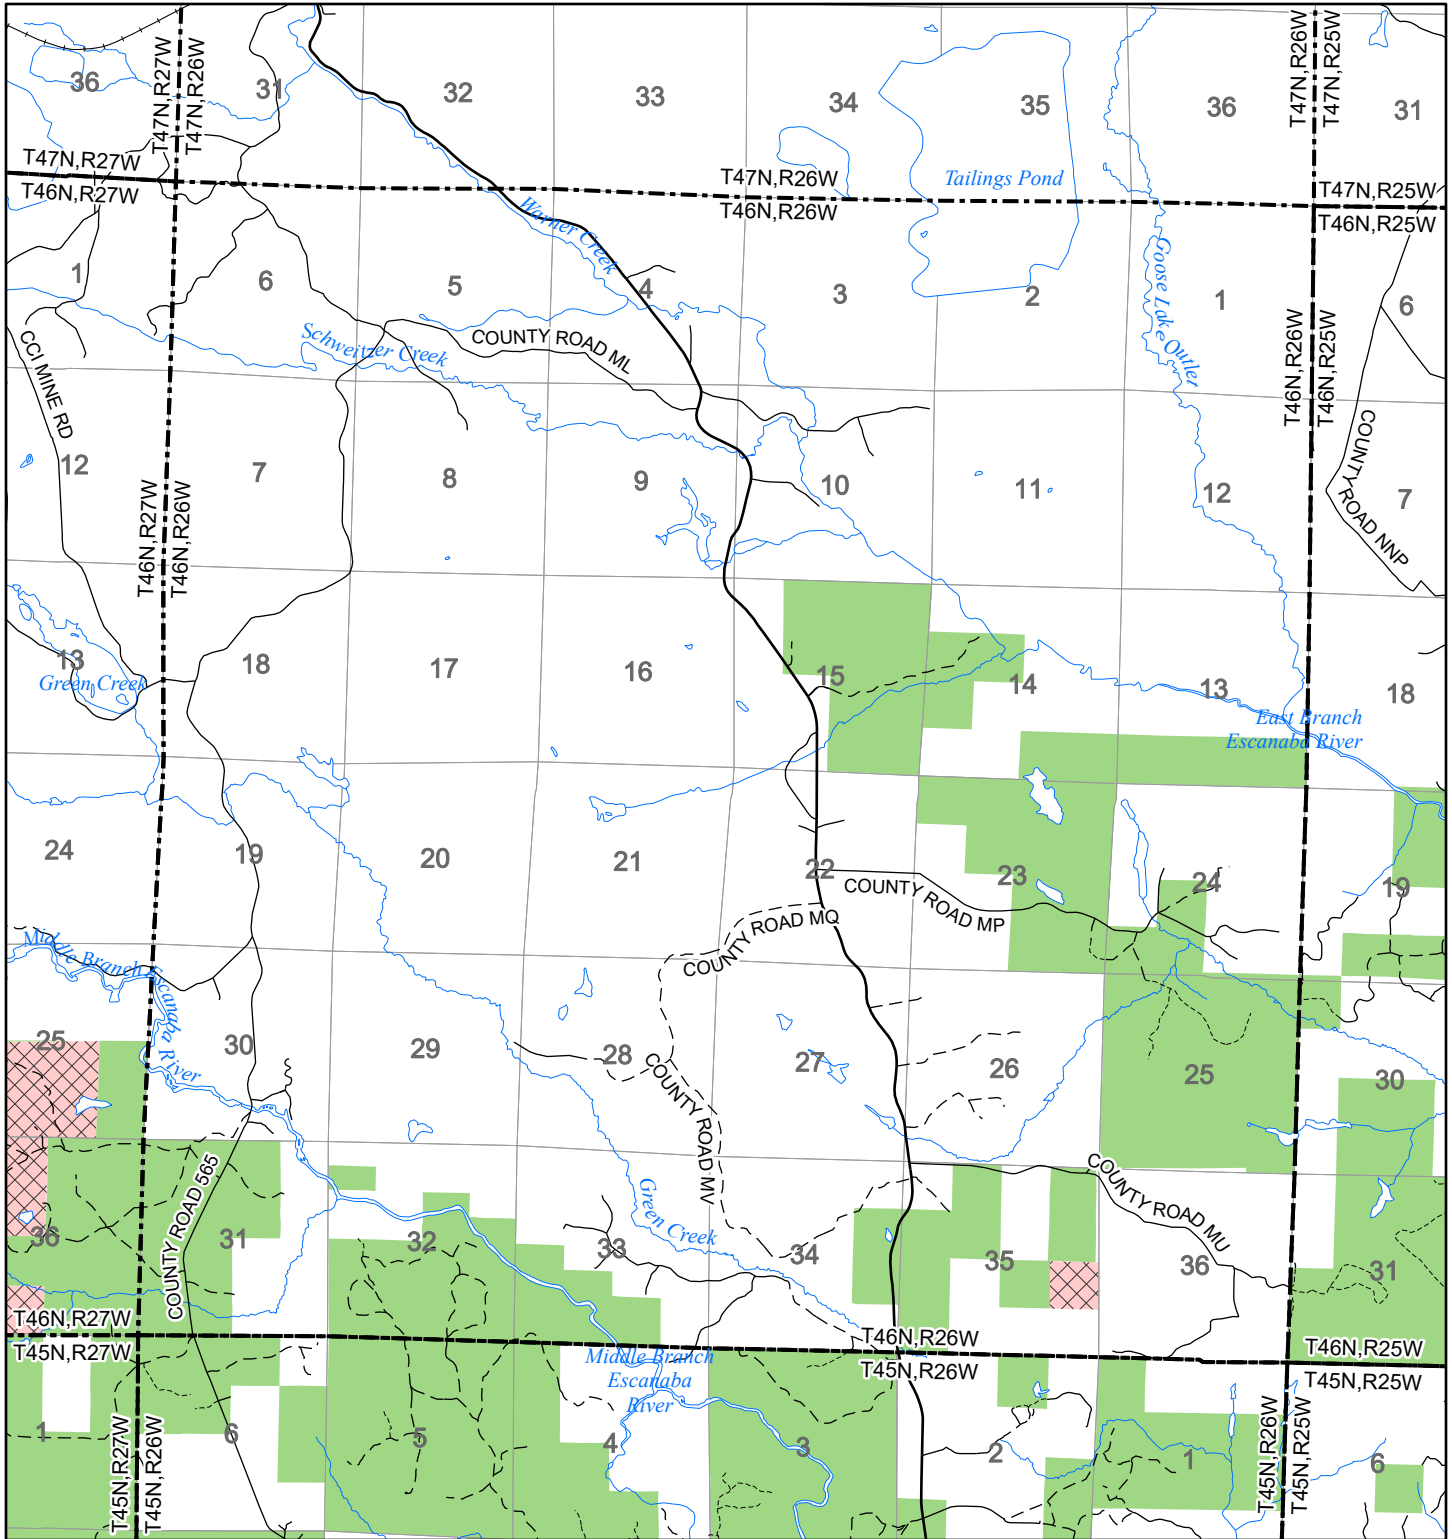 T47N,R27W
T47N,R26W
T47N,R26W
T47N,R25W
36
31
32
33
34
35
36
31
T47N,R27W
T46N,R27W
T47N,R26W
T46N,R26W
Tailings Pond
T47N,R25W
T46N,R25W
Warner Creek
Goose Lake Outlet
1
6
5
4
3
2
1
6
CCI MINE RD
Schweitzer Creek
COUNTY ROAD ML
T46N,R26W
T46N,R25W
COUNTY ROAD NNP
12
7
8
9
10
11
12
7
T46N,R27W
T46N,R26W
13
18
17
16
15
14
13
18
Green Creek
East Branch
Escanaba River
24
19
20
21
22
23
24
19
COUNTY ROAD MP
COUNTY ROAD MQ
Middle Branch Escanaba River
25
30
29
28
27
26
25
30
COUNTY ROAD MV
COUNTY ROAD 565
COUNTY ROAD MU
Green Creek
36
31
32
33
34
35
36
31
T46N,R27W
T45N,R27W
T46N,R26W
T45N,R26W
T46N,R25W
T45N,R25W
Middle Branch
Escanaba
River
1
6
5
4
3
2
1
6
T45N,R27W
T45N,R26W
T45N,R26W
T45N,R25W